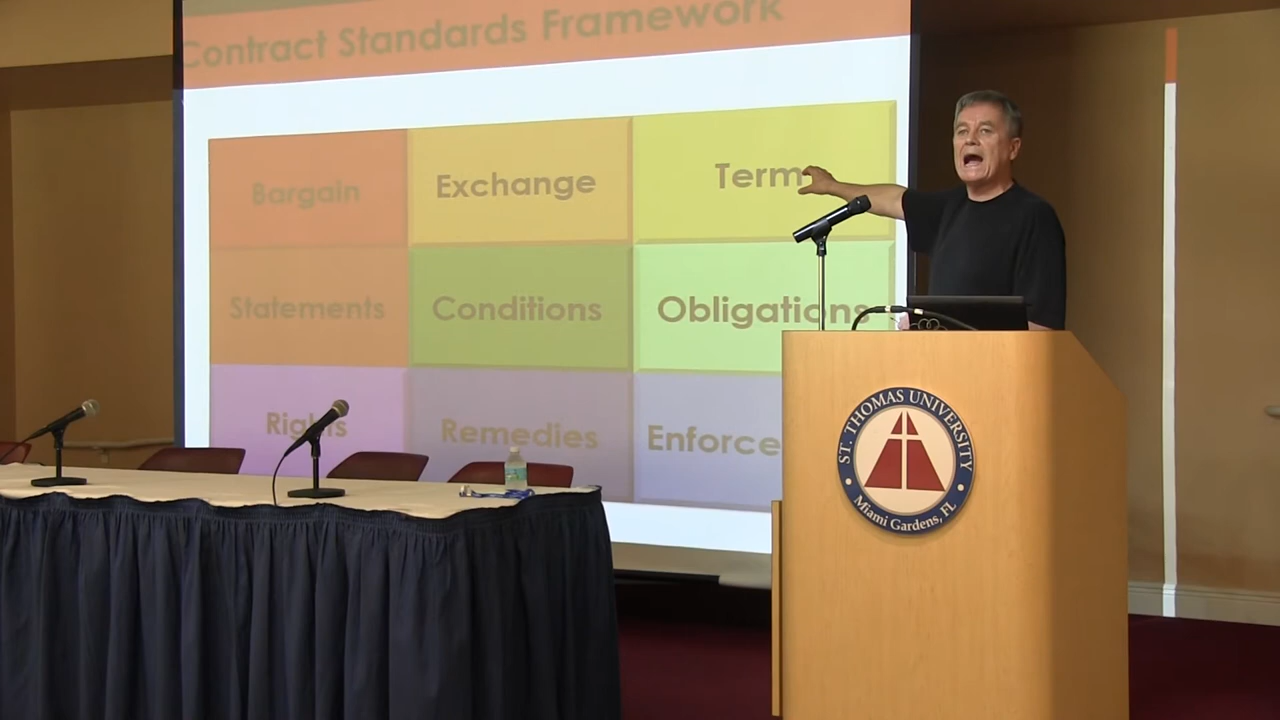 Contract Standards Framework
Bargain
Exchange
Term
Statements
Conditions
Obligations
Rights
Remedies
Enforce
ST. THOMAS UNIVERSITY
Miami Gardens, FL